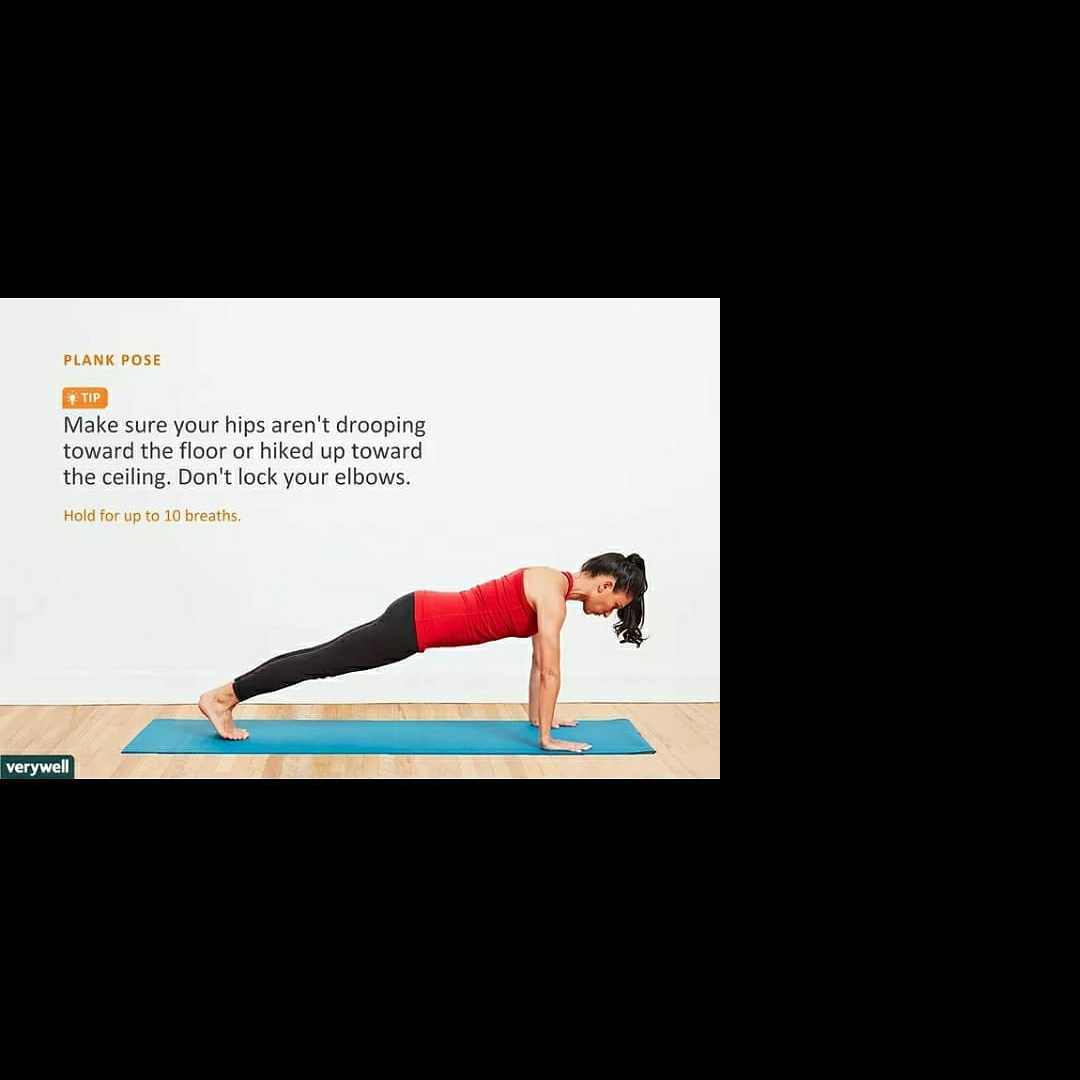 PLANK POSE
TIP
Make sure your hips aren't drooping
toward the floor or hiked up toward
the ceiling. Don't lock your elbows.
Hold for up to 10 breaths.
verywell